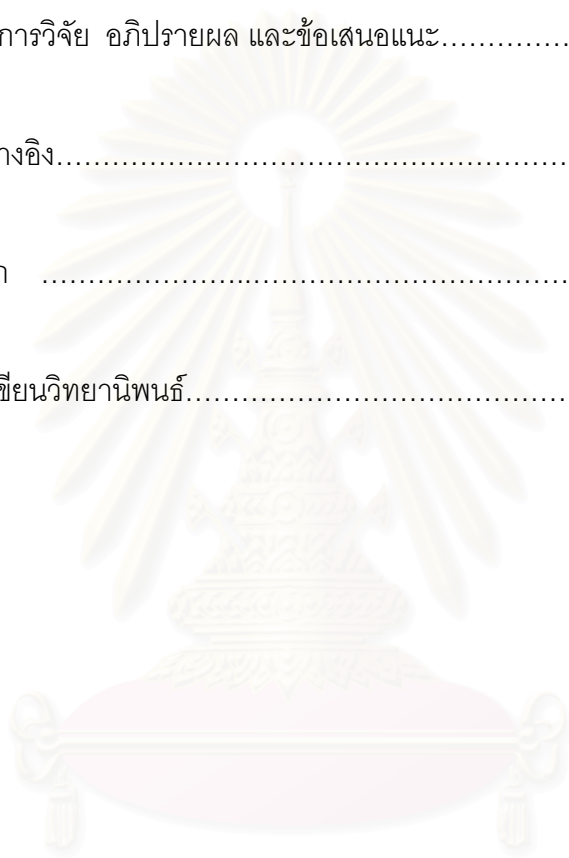 การวิจัย อภิปรายผล และข้อเสนอแนะ……………
างอิง………………………………………………
…………………..……………………………
ขียนวิทยานิพนธ์……………………………………